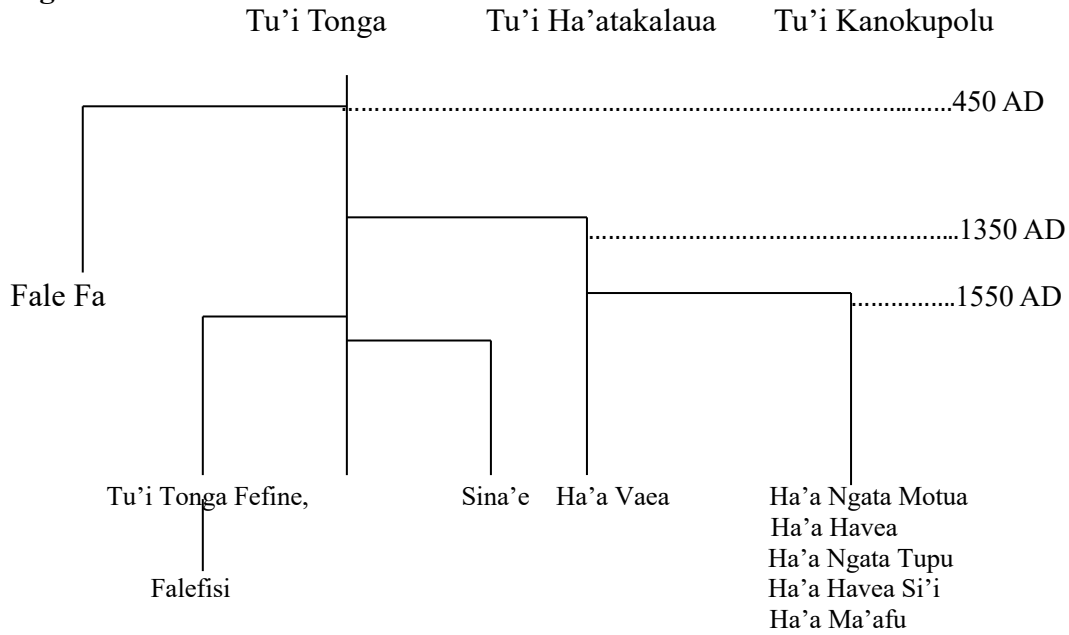 Tu’i Tonga Tu’i Ha’atakalaua Tu’i Kanokupolu
450 AD
1350 AD
Fale Fa
1550 AD
Tu’i Tonga Fefine, Sina’e Ha’a Vaea Ha’a Ngata Motua
Ha’a Havea
Ha’a Ngata Tupu
Falefisi Ha’a Havea Si’i
Ha’a Ma’afu